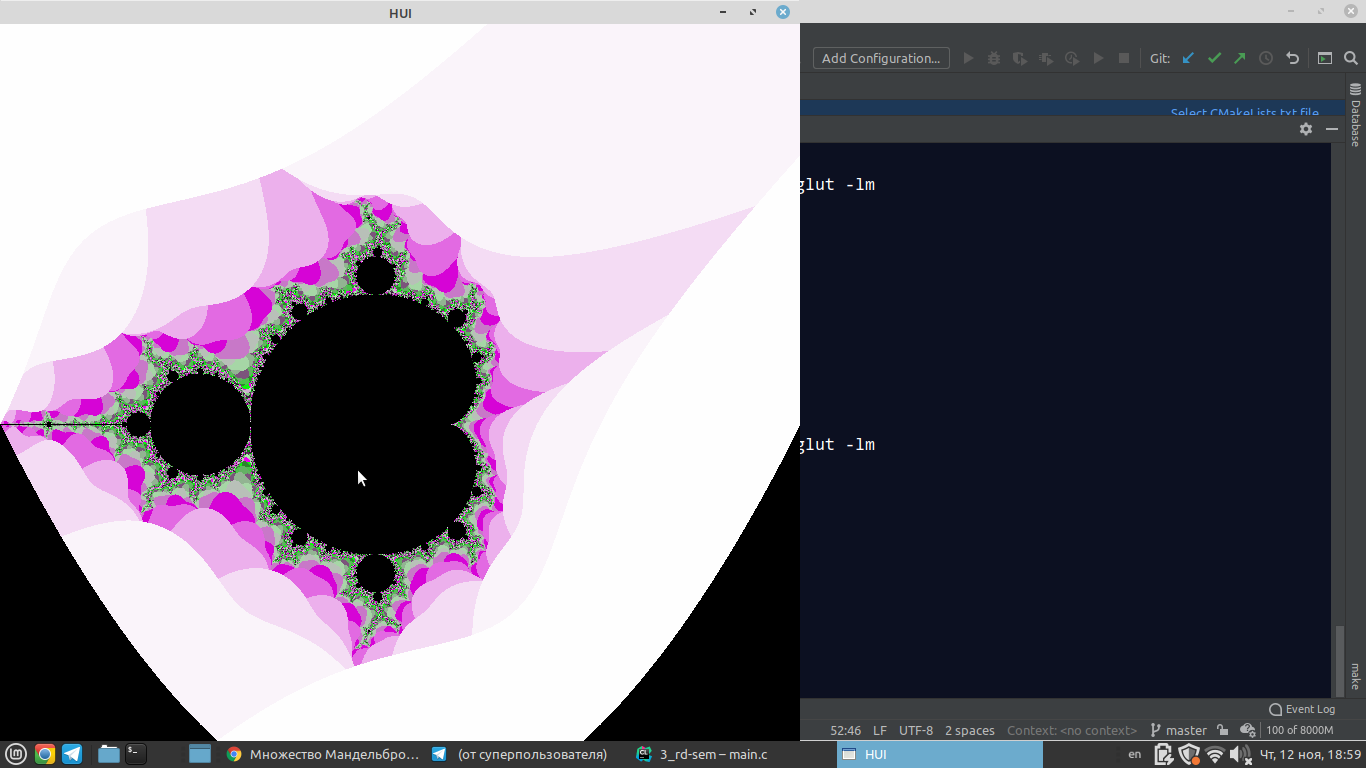 HUI
Add Configuration...
Git:
Select CMakeLists.txt file
Database
glut -lm
glut -lm
make
Event Log
52:46 LF UTF-8 2 spaces Context: <no context> master 100 of 8000M
Множество Мандельбро... (от суперпользователя) 3_rd-sem – main.c HUI en Чт, 12 ноя, 18:59